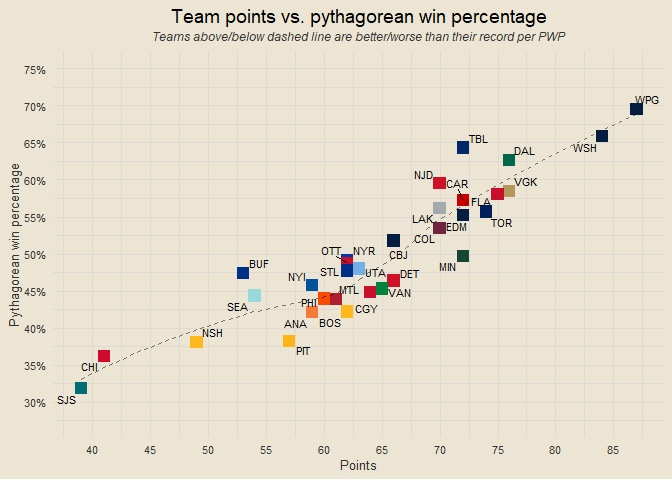 Team points vs. pythagorean win percentage
Teams above/below dashed line are better/worse than their record per PWP
Pythagorean win percentage
75%
70%
65%
60%
55%
50%
45%
40%
35%
30%
WPG
TBL
WSH
DAL
NJD
CAR
VGK
FLA
LAK
EDM
TOR
COL
CBJ
OTT
NYR
MIN
BUF
STL
UTA
DET
NYI
SEA
PHI
MTL
VAN
CGY
ANA
BOS
NSH
PIT
CHI
SJS
40
45
50
55
60
65
70
75
80
85
Points